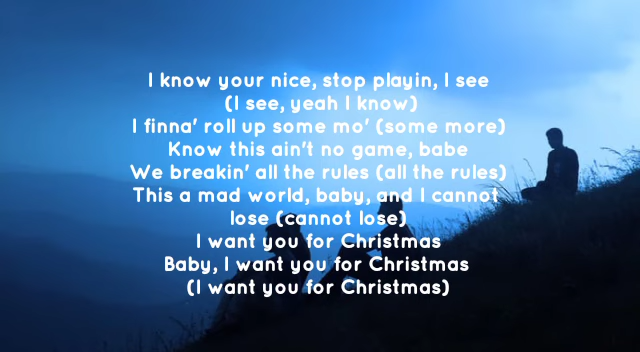 I know your nice, stop playin, I see
(I see, yeah I know)
I finna' roll up some mo' (some more)
Know this ain't no game, babe
We breakin' all the rules (all the rules)
This a mad world, baby, and I cannot
lose (cannot lose)
I want you for Christmas
Baby, I want you for Christmas
(I want you for Christmas)